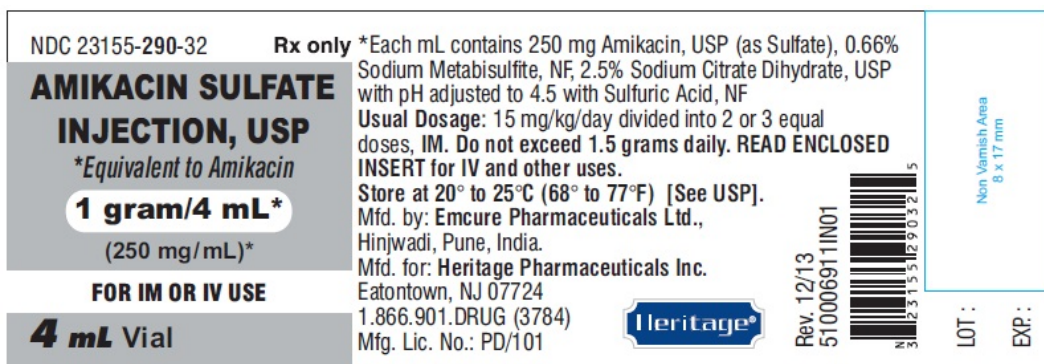 NDC 23155-290-32 Rx only
AMIKACIN SULFATE
INJECTION, USP
*Equivalent to Amikacin
1 gram/4 mL*
(250 mg/mL)*
FOR IM OR IV USE
4 mL Vial
*Each mL contains 250 mg Amikacin, USP (as Sulfate), 0.66%
Sodium Metabisulfite, NF, 2.5% Sodium Citrate Dihydrate, USP
with pH adjusted to 4.5 with Sulfuric Acid, NF
Usual Dosage: 15 mg/kg/day divided into 2 or 3 equal
doses, IM. Do not exceed 1.5 grams daily. READ ENCLOSED
INSERT for IV and other uses.
Store at 20° to 25°C (68° to 77°F) [See USP].
Mfd. by: Emcure Pharmaceuticals Ltd.,
Hinjwadi, Pune, India.
Mfd. for: Heritage Pharmaceuticals Inc.
Eatontown, NJ 07724
1.866.901.DRUG (3784)
Mfg. Lic. No.: PD/101
Heritage®
Rev. 12/13
510006911IN01
N
3 23155 29032 5
Non Varnish Area
8 x 17 mm
LOT :
EXP. :